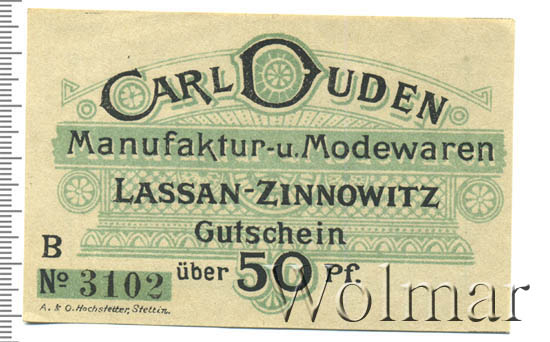 CARL DUDEN
Manufaktur-u. Modewaren
LASSAN-ZINNOWITZ
Gutschein
über 50 Pf.
B
No 3102
A. & O. Hochstetter, Stettin.
Wolmar